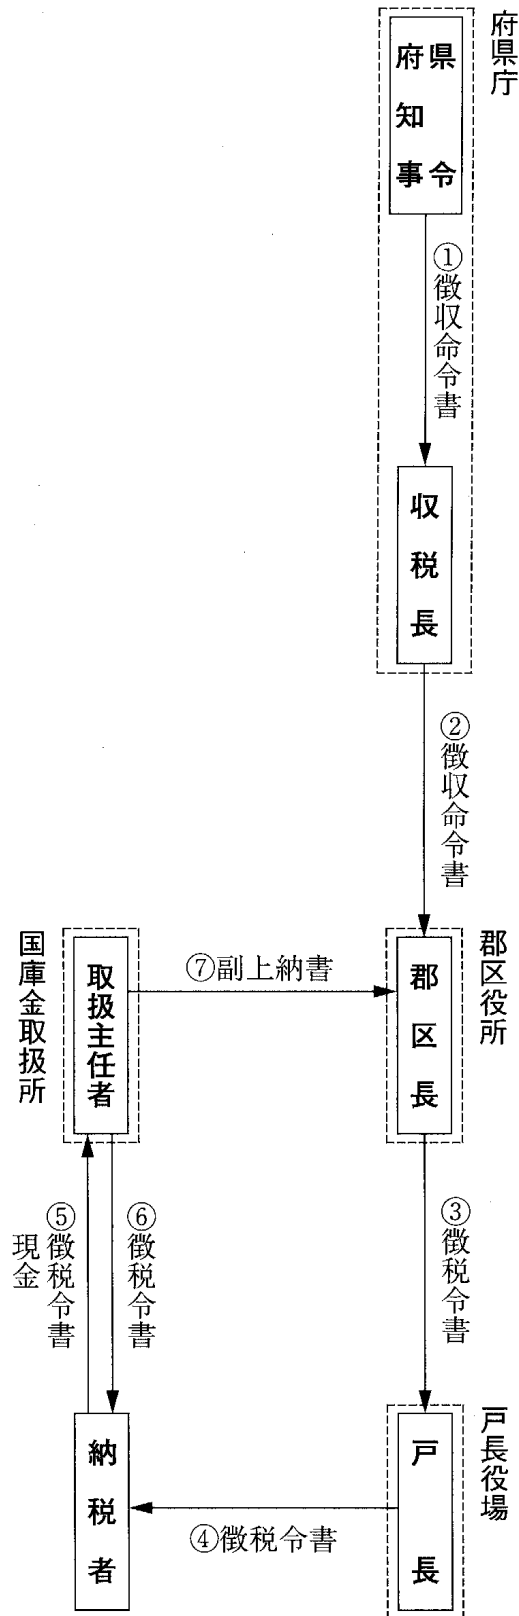 府県庁
府知事
県令
①徴収命令書
収税長
②徴収命令書
郡区役所
郡区長
③徴税令書
戸長役場
戸長
④徴税令書
納税者
⑤徴税令書
現金
⑥徴税令書
国庫金取扱所
取扱主任者
⑦副上納書